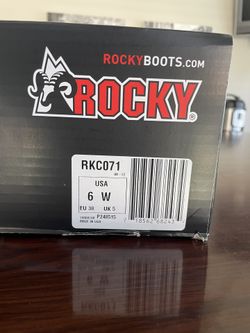 ROCKYBOOTS.COM
ROCKY®
RKC071
USA
6 W
EU 38 UK 5